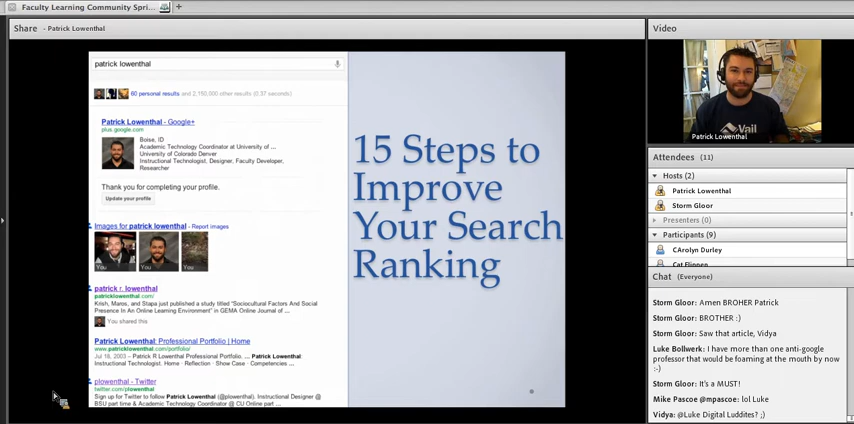 Faculty Learning Community Spri...
Share - Patrick Lowenthal
patrick lowenthal
60 personal results and 2,150,000 other results (0.37 seconds)
Patrick Lowenthal - Google+
plus.google.com
Boise, ID
Academic Technology Coordinator at University of ...
University of Colorado Denver
Instructional Technologist, Designer, Faculty Developer,
Researcher
Thank you for completing your profile.
Update your profile
Images for patrick lowenthal - Report images
You
You
You
patrick r. lowenthal
patricklowenthal.com/
Krish, Maros, and Stapa just published a study titled "Sociocultural Factors And Social
Presence In An Online Learning Environment" in GEMA Online Journal of ...
You shared this
Patrick Lowenthal: Professional Portfolio | Home
www.patricklowenthal.com/portfolio/
Jul 18, 2003 – Patrick R Lowenthal Professional Portfolio. ... Patrick Lowenthal:
Instructional Technologist. Home · Reflection · Show Case · Competencies ...
plowenthal - Twitter
twitter.com/plowenthal
Sign up for Twitter to follow Patrick Lowenthal (@plowenthal). Instructional Designer @
BSU part time & Academic Technology Coordinator @ CU Online part ...
15 Steps to
Improve
Your Search
Ranking
Video
Vail
Patrick Lowenthal
Attendees (11)
Hosts (2)
Patrick Lowenthal
Storm Gloor
Presenters (0)
Participants (9)
CArolyn Durley
Cat Flippen
Chat (Everyone)
Storm Gloor: Amen BROHER Patrick
Storm Gloor: BROTHER :)
Storm Gloor: Saw that article, Vidya
Luke Bollwerk: I have more than one anti-google
professor that would be foaming at the mouth by now
:-)
Storm Gloor: It's a MUST!
Mike Pascoe @mpascoe: lol Luke
Vidya: @Luke Digital Luddites? ;)